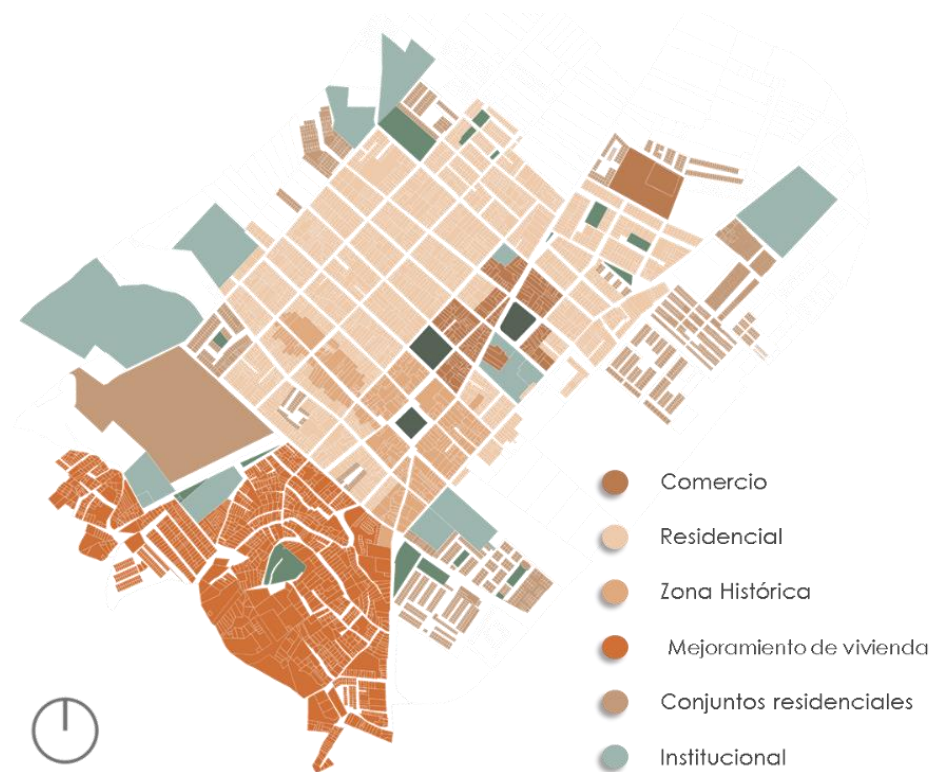 Comercio
Residencial
Zona Histórica
Mejoramiento de vivienda
Conjuntos residenciales
Institucional